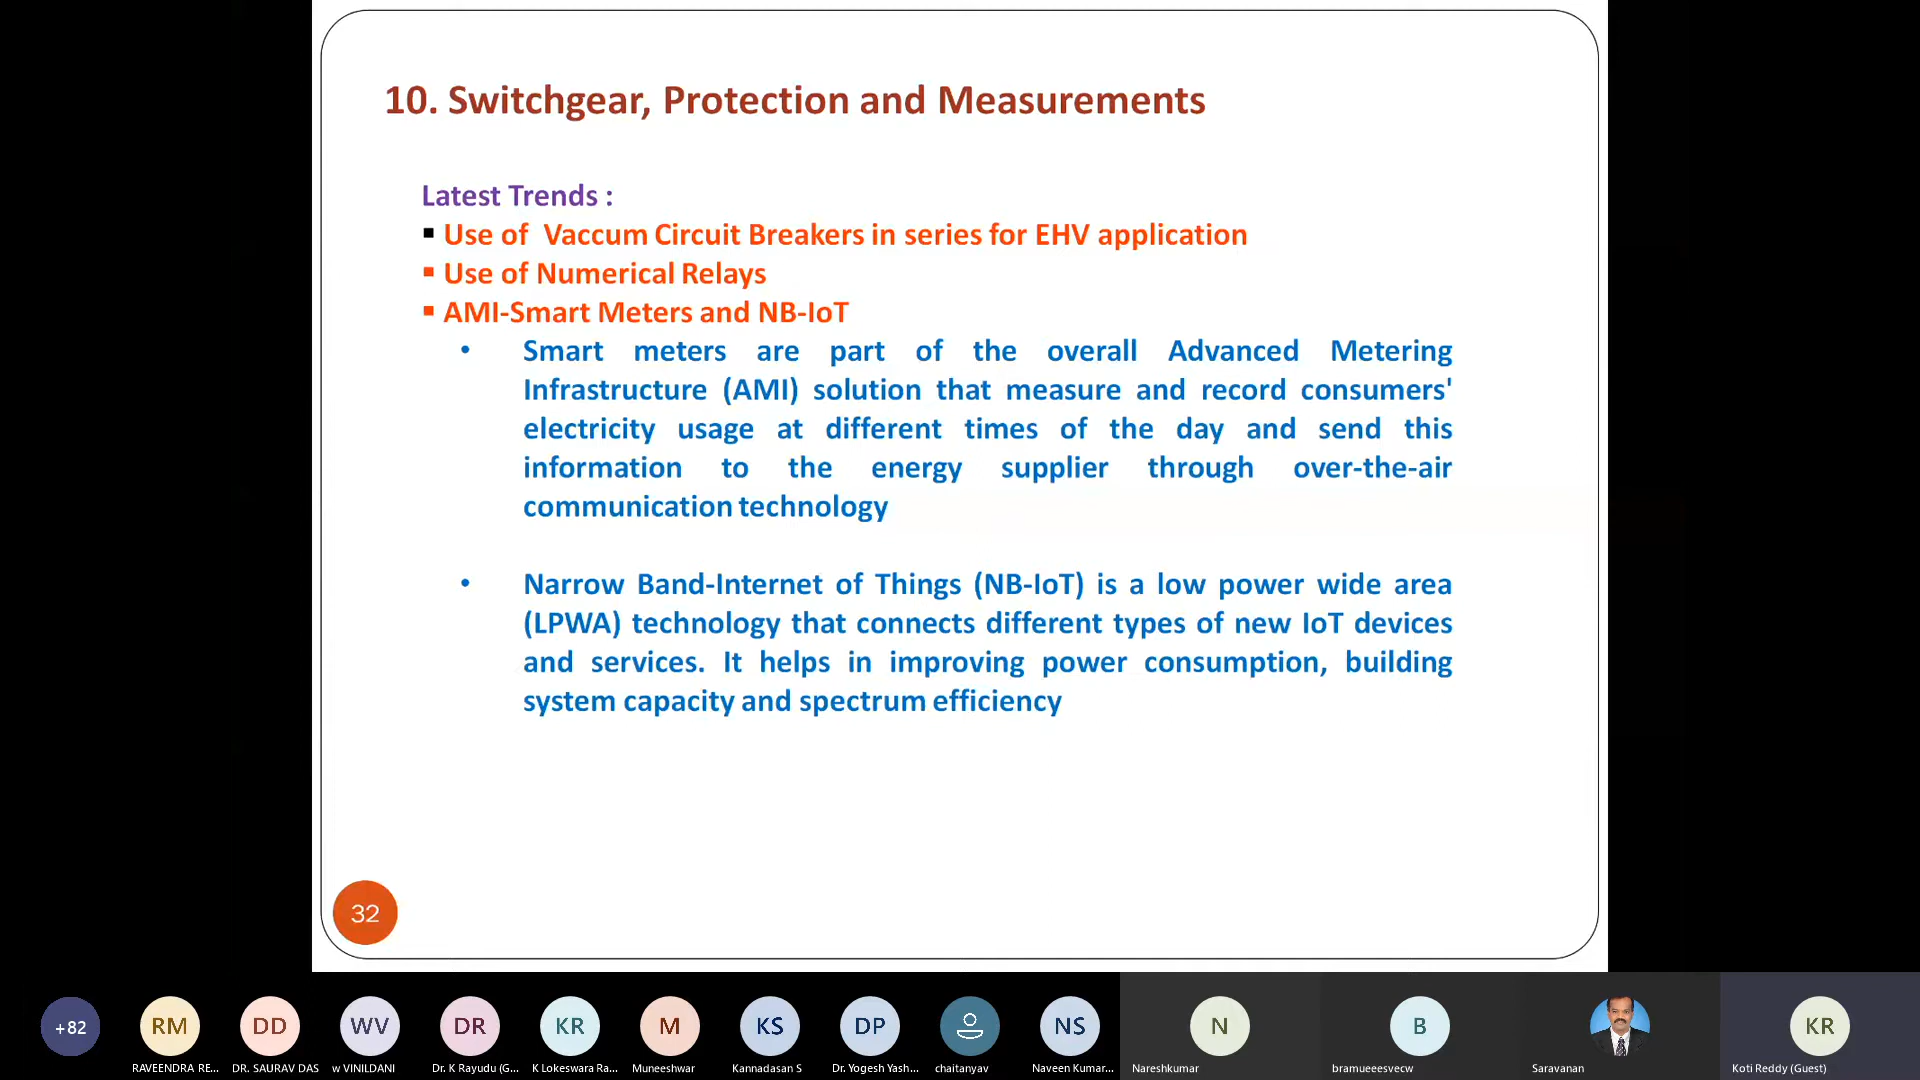 10. Switchgear, Protection and Measurements
Latest Trends :
▪ Use of Vaccum Circuit Breakers in series for EHV application
▪ Use of Numerical Relays
▪ AMI-Smart Meters and NB-IoT
• Smart meters are part of the overall Advanced Metering
Infrastructure (AMI) solution that measure and record consumers'
electricity usage at different times of the day and send this
information to the energy supplier through over-the-air
communication technology
• Narrow Band-Internet of Things (NB-IoT) is a low power wide area
(LPWA) technology that connects different types of new IoT devices
and services. It helps in improving power consumption, building
system capacity and spectrum efficiency
32
+82 RM DD WV DR KR M KS DP NS N B KR
RAVEENDRA RE... DR. SAURAV DAS w VINILDANI Dr. K Rayudu (G... K Lokeswara Ra... Muneeshwar Kannadasan S Dr. Yogesh Yash... chaitanyav Naveen Kumar... Nareshkumar bramueeesvecw Saravanan Koti Reddy (Guest)